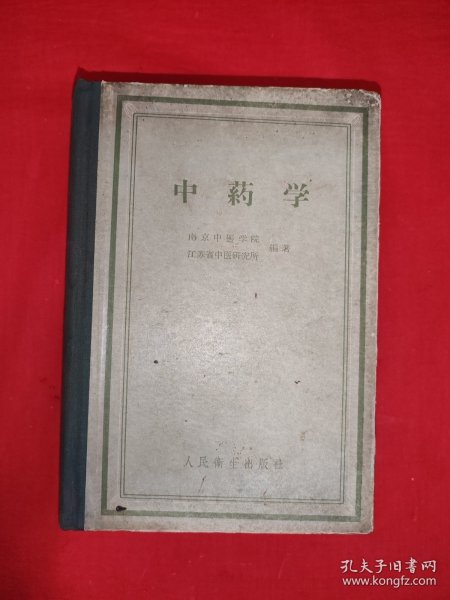 中药学
南京中医学院
江苏省中医研究所
编著
人民衛生出版社
孔夫子旧书网
www.kongfz.com